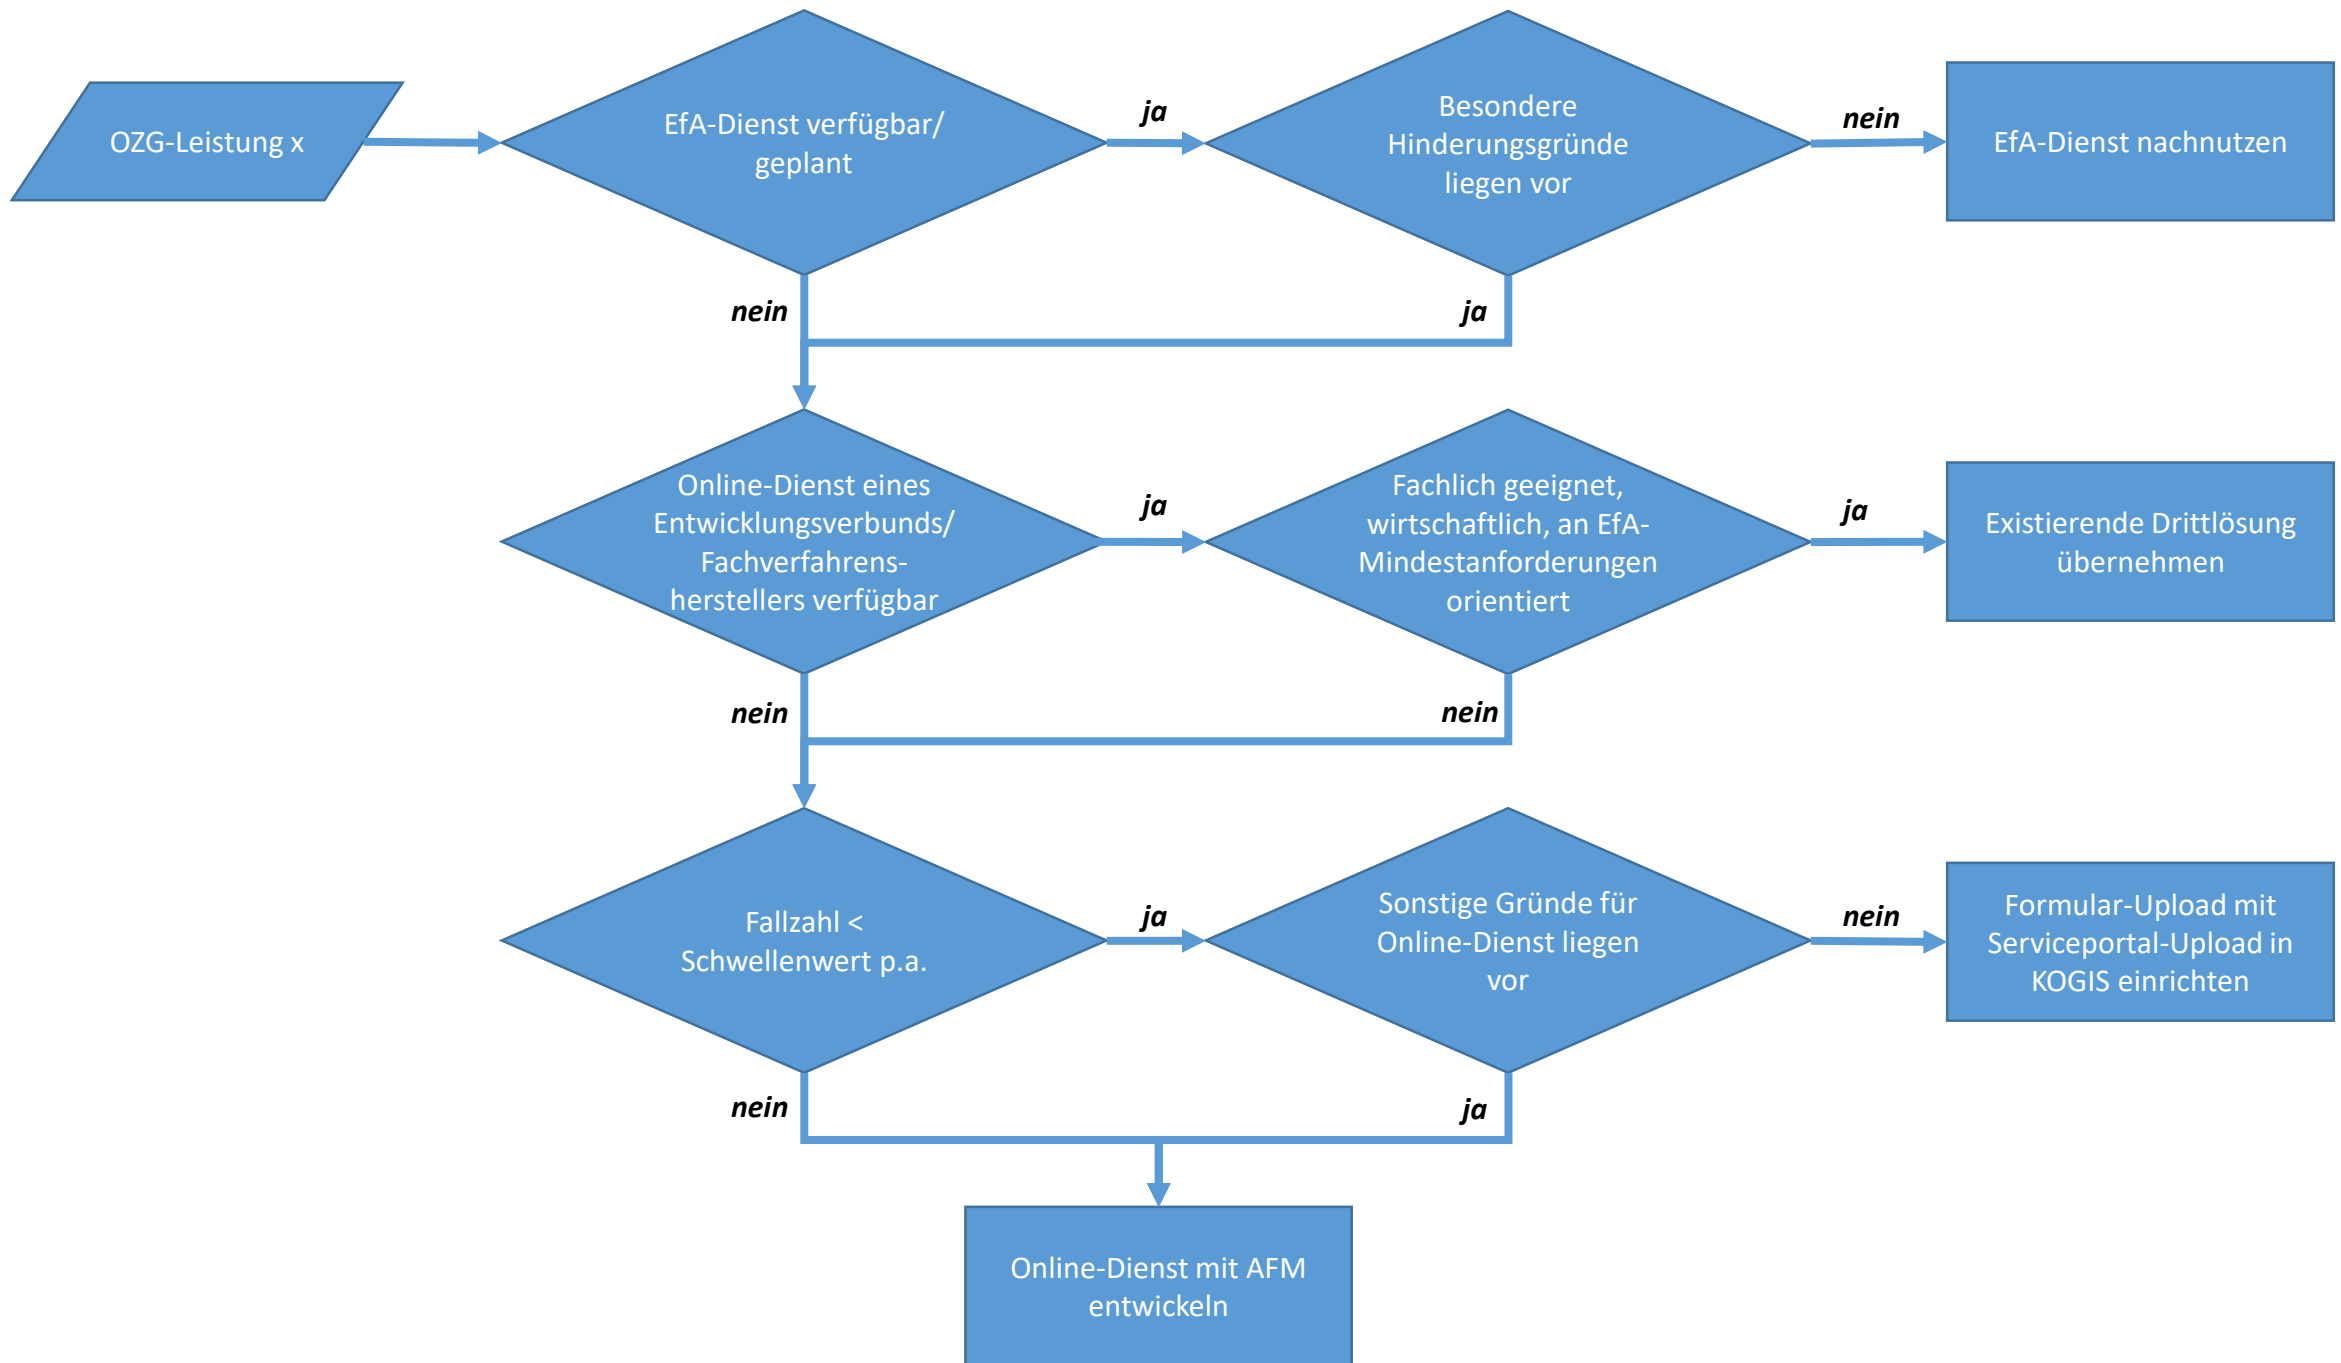 OZG-Leistung x
EfA-Dienst verfügbar/
geplant
ja
Besondere
Hinderungsgründe
liegen vor
nein
EfA-Dienst nachnutzen
nein
ja
Online-Dienst eines
Entwicklungsverbunds/
Fachverfahrens-
herstellers verfügbar
ja
Fachlich geeignet,
wirtschaftlich, an EfA-
Mindestanforderungen
orientiert
ja
Existierende Drittlösung
übernehmen
nein
nein
Fallzahl <
Schwellenwert p.a.
ja
Sonstige Gründe für
Online-Dienst liegen
vor
nein
Formular-Upload mit
Serviceportal-Upload in
KOGIS einrichten
nein
ja
Online-Dienst mit AFM
entwickeln